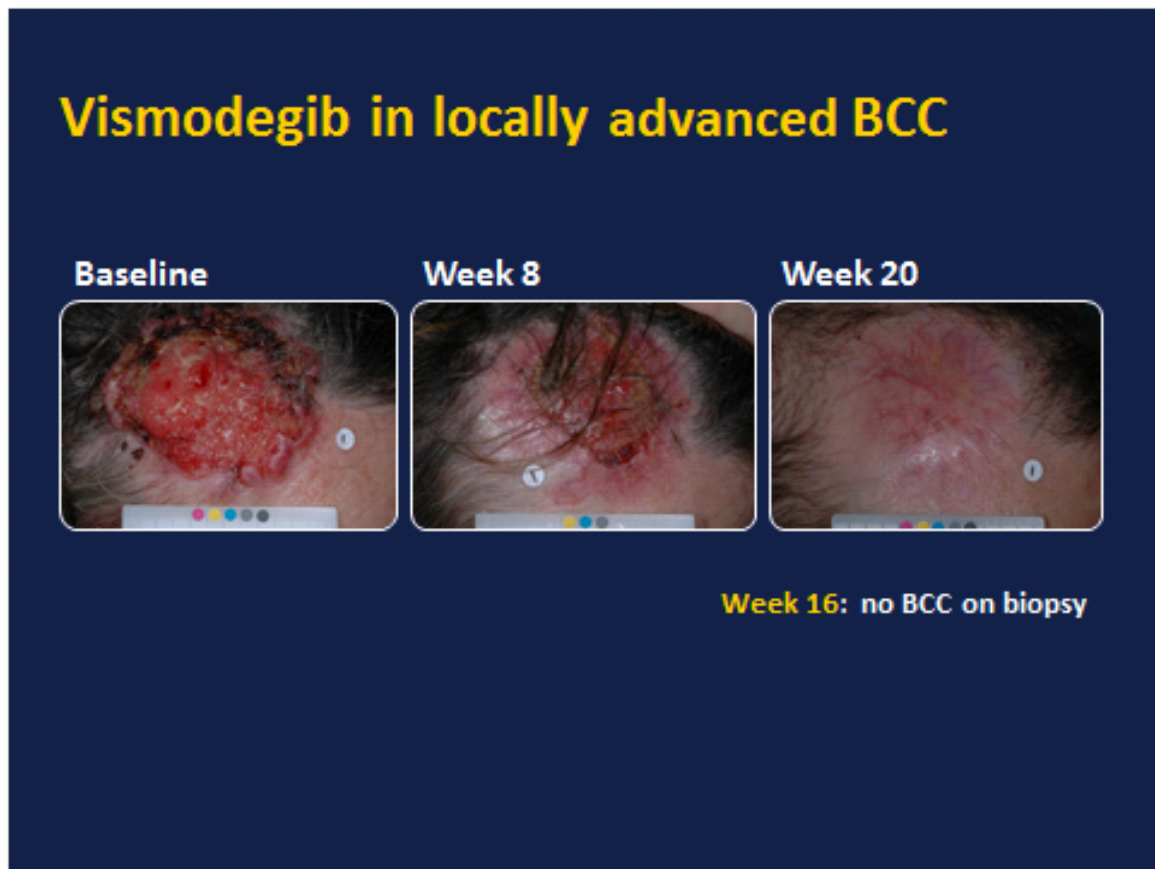 Vismodegib in locally advanced BCC
Baseline
Week 8
Week 20
Week 16: no BCC on biopsy